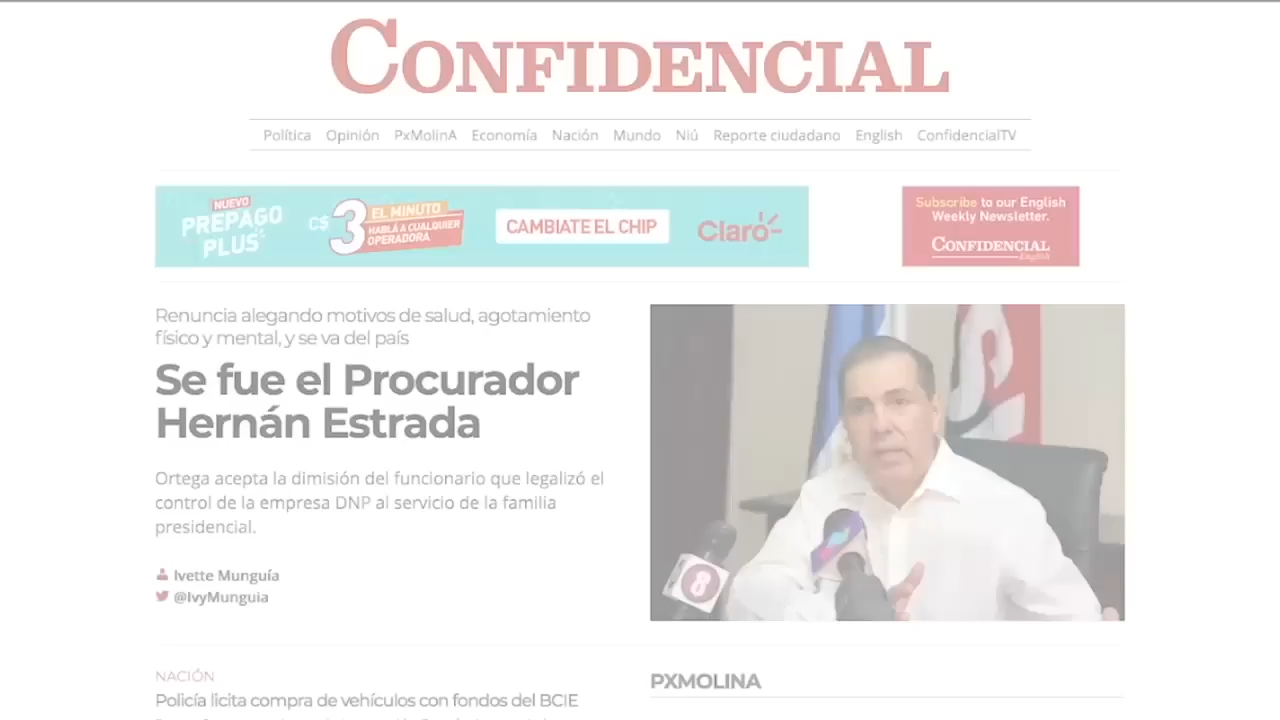 CONFIDENCIAL
Política Opinión PxMolinA Economía Nación Mundo Niú Reporte ciudadano English ConfidencialTV
NUEVO
PREPAGO
PLUS
C$ 3
EL MINUTO
HABLÁ A CUALQUIER
OPERADORA
CAMBIATE EL CHIP
Claro
Subscribe to our English
Weekly Newsletter.
CONFIDENCIAL
English
Renuncia alegando motivos de salud, agotamiento
físico y mental, y se va del país
Se fue el Procurador
Hernán Estrada
Ortega acepta la dimisión del funcionario que legalizó el
control de la empresa DNP al servicio de la familia
presidencial.
Ivette Munguía
@IvyMunguia
8
NACIÓN
Policía licita compra de vehículos con fondos del BCIE
PXMOLINA